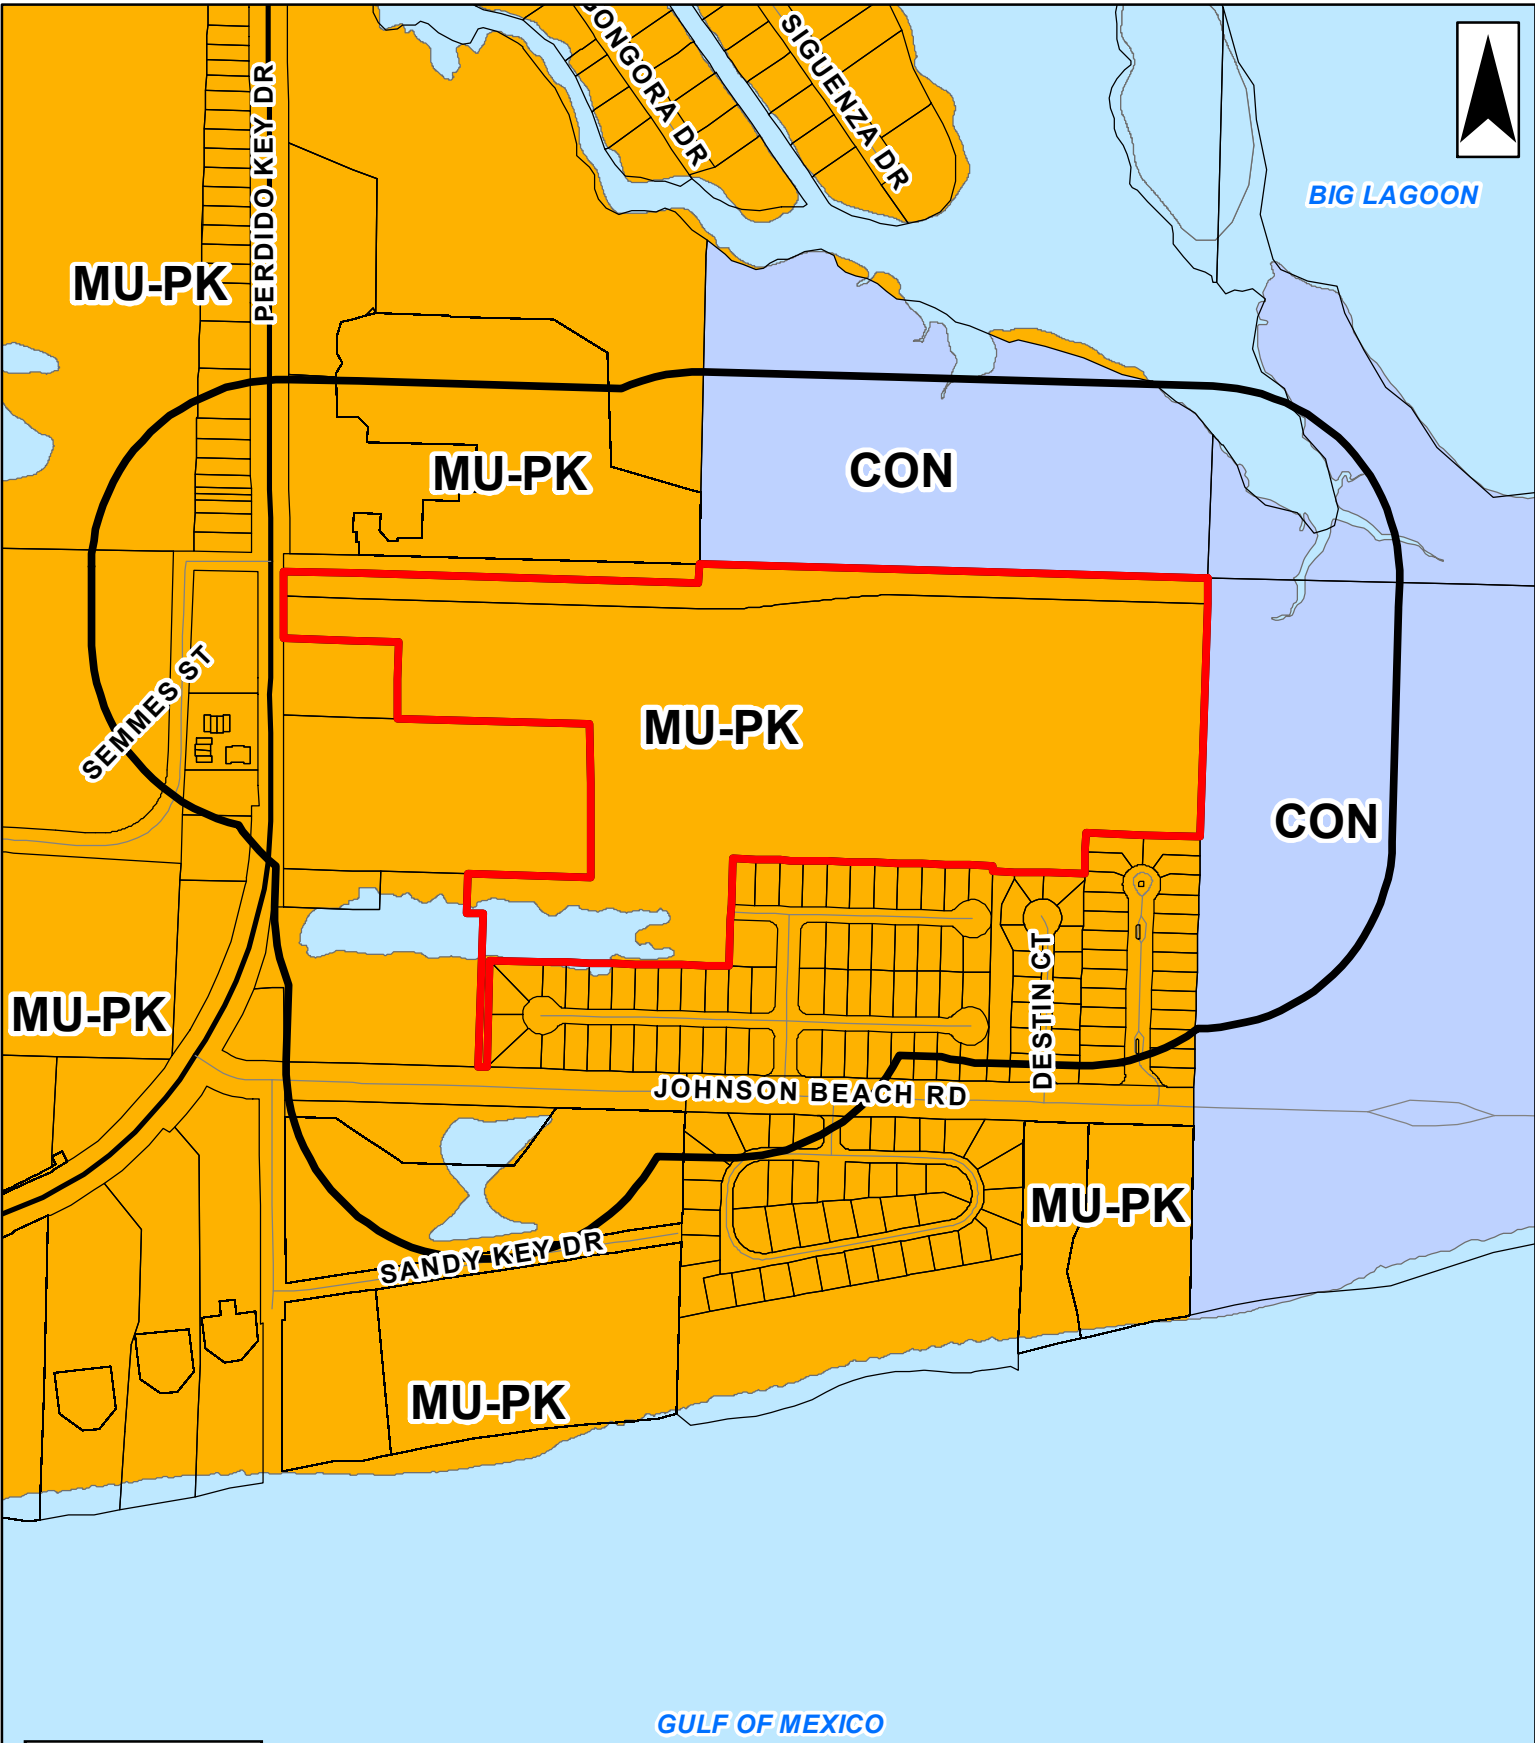 GONGORA DR
SIGUENZA DR
PERDIDO KEY DR
BIG LAGOON
MU-PK
MU-PK
CON
SEMMES ST
MU-PK
CON
MU-PK
DESTIN CT
JOHNSON BEACH RD
MU-PK
SANDY KEY DR
MU-PK
GULF OF MEXICO